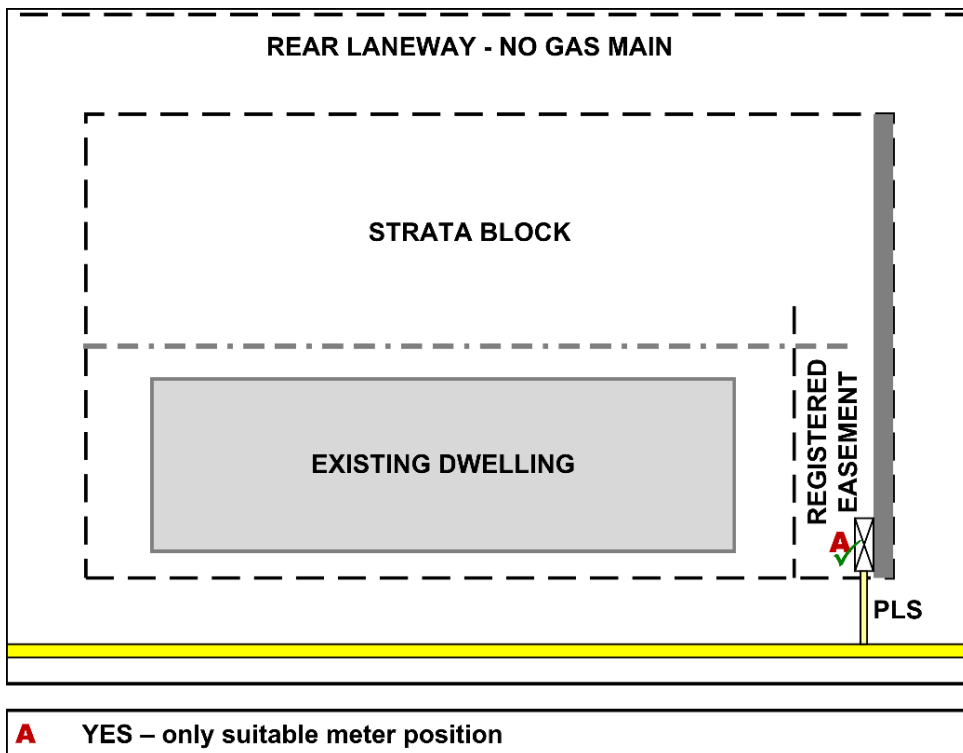 REAR LANEWAY - NO GAS MAIN
STRATA BLOCK
REGISTERED
EASEMENT
EXISTING DWELLING
A
PLS
A YES – only suitable meter position